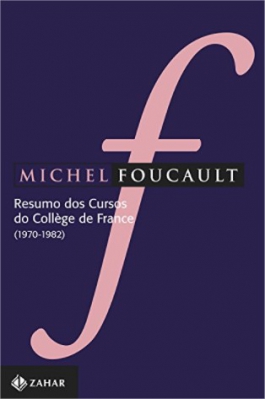 f
MICHEL FOUCAULT
Resumo dos Cursos
do Collège de France
(1970-1982)
ZAHAR